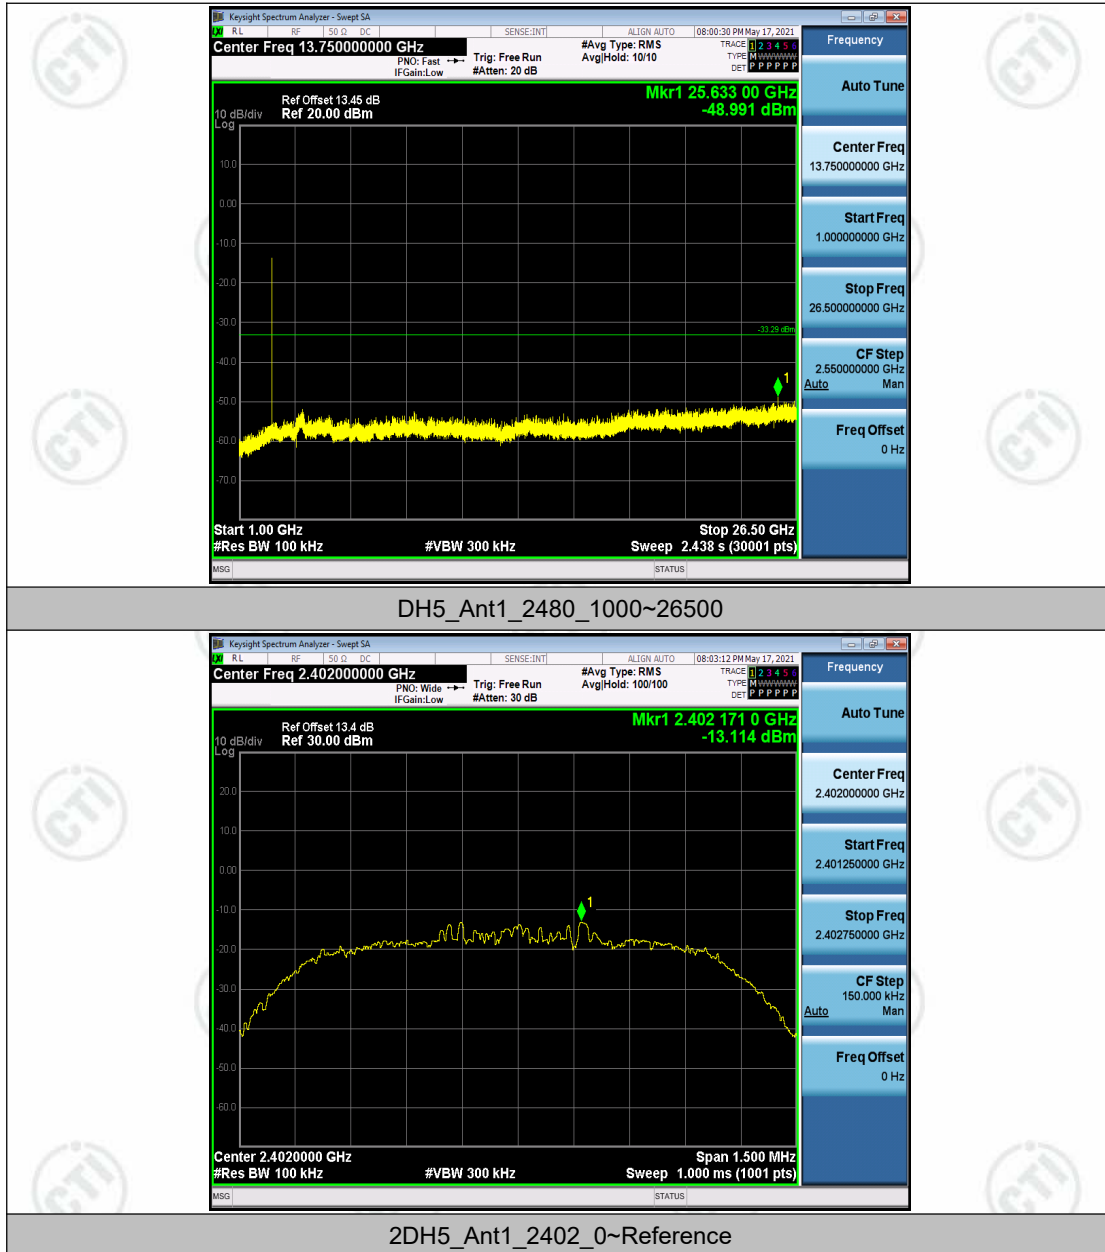 Keysight Spectrum Analyzer - Swept SA
RL RF 50 Ω DC SENSE:INT ALIGN AUTO 08:00:30 PM May 17, 2021
Center Freq 13.750000000 GHz
PNO: Fast
IFGain:Low
Trig: Free Run
#Atten: 20 dB
#Avg Type: RMS
Avg|Hold: 10/10
TRACE 1 2 3 4 5 6
TYPE M WWWWW
DET P P P P P P
Mkr1 25.633 00 GHz
-48.991 dBm
Ref Offset 13.45 dB
10 dB/div Ref 20.00 dBm
Log
10.0
0.00
-10.0
-20.0
-30.0
-33.29 dBm
-40.0
1
-50.0
-60.0
-70.0
Start 1.00 GHz Stop 26.50 GHz
#Res BW 100 kHz #VBW 300 kHz Sweep 2.438 s (30001 pts)
MSG STATUS
Frequency
Auto Tune
Center Freq
13.750000000 GHz
Start Freq
1.000000000 GHz
Stop Freq
26.500000000 GHz
CF Step
2.550000000 GHz
Auto Man
Freq Offset
0 Hz
DH5_Ant1_2480_1000~26500
Keysight Spectrum Analyzer - Swept SA
RL RF 50 Ω DC SENSE:INT ALIGN AUTO 08:03:12 PM May 17, 2021
Center Freq 2.402000000 GHz
PNO: Wide
IFGain:Low
Trig: Free Run
#Atten: 30 dB
#Avg Type: RMS
Avg|Hold: 100/100
TRACE 1 2 3 4 5 6
TYPE M WWWWW
DET P P P P P P
Mkr1 2.402 171 0 GHz
-13.114 dBm
Ref Offset 13.4 dB
10 dB/div Ref 30.00 dBm
Log
20.0
10.0
0.00
-10.0
1
-20.0
-30.0
-40.0
-50.0
-60.0
Center 2.4020000 GHz Span 1.500 MHz
#Res BW 100 kHz #VBW 300 kHz Sweep 1.000 ms (1001 pts)
MSG STATUS
Frequency
Auto Tune
Center Freq
2.402000000 GHz
Start Freq
2.401250000 GHz
Stop Freq
2.402750000 GHz
CF Step
150.000 kHz
Auto Man
Freq Offset
0 Hz
2DH5_Ant1_2402_0~Reference
CTI
CTI
CTI
CTI
CTI
CTI
CTI
CTI